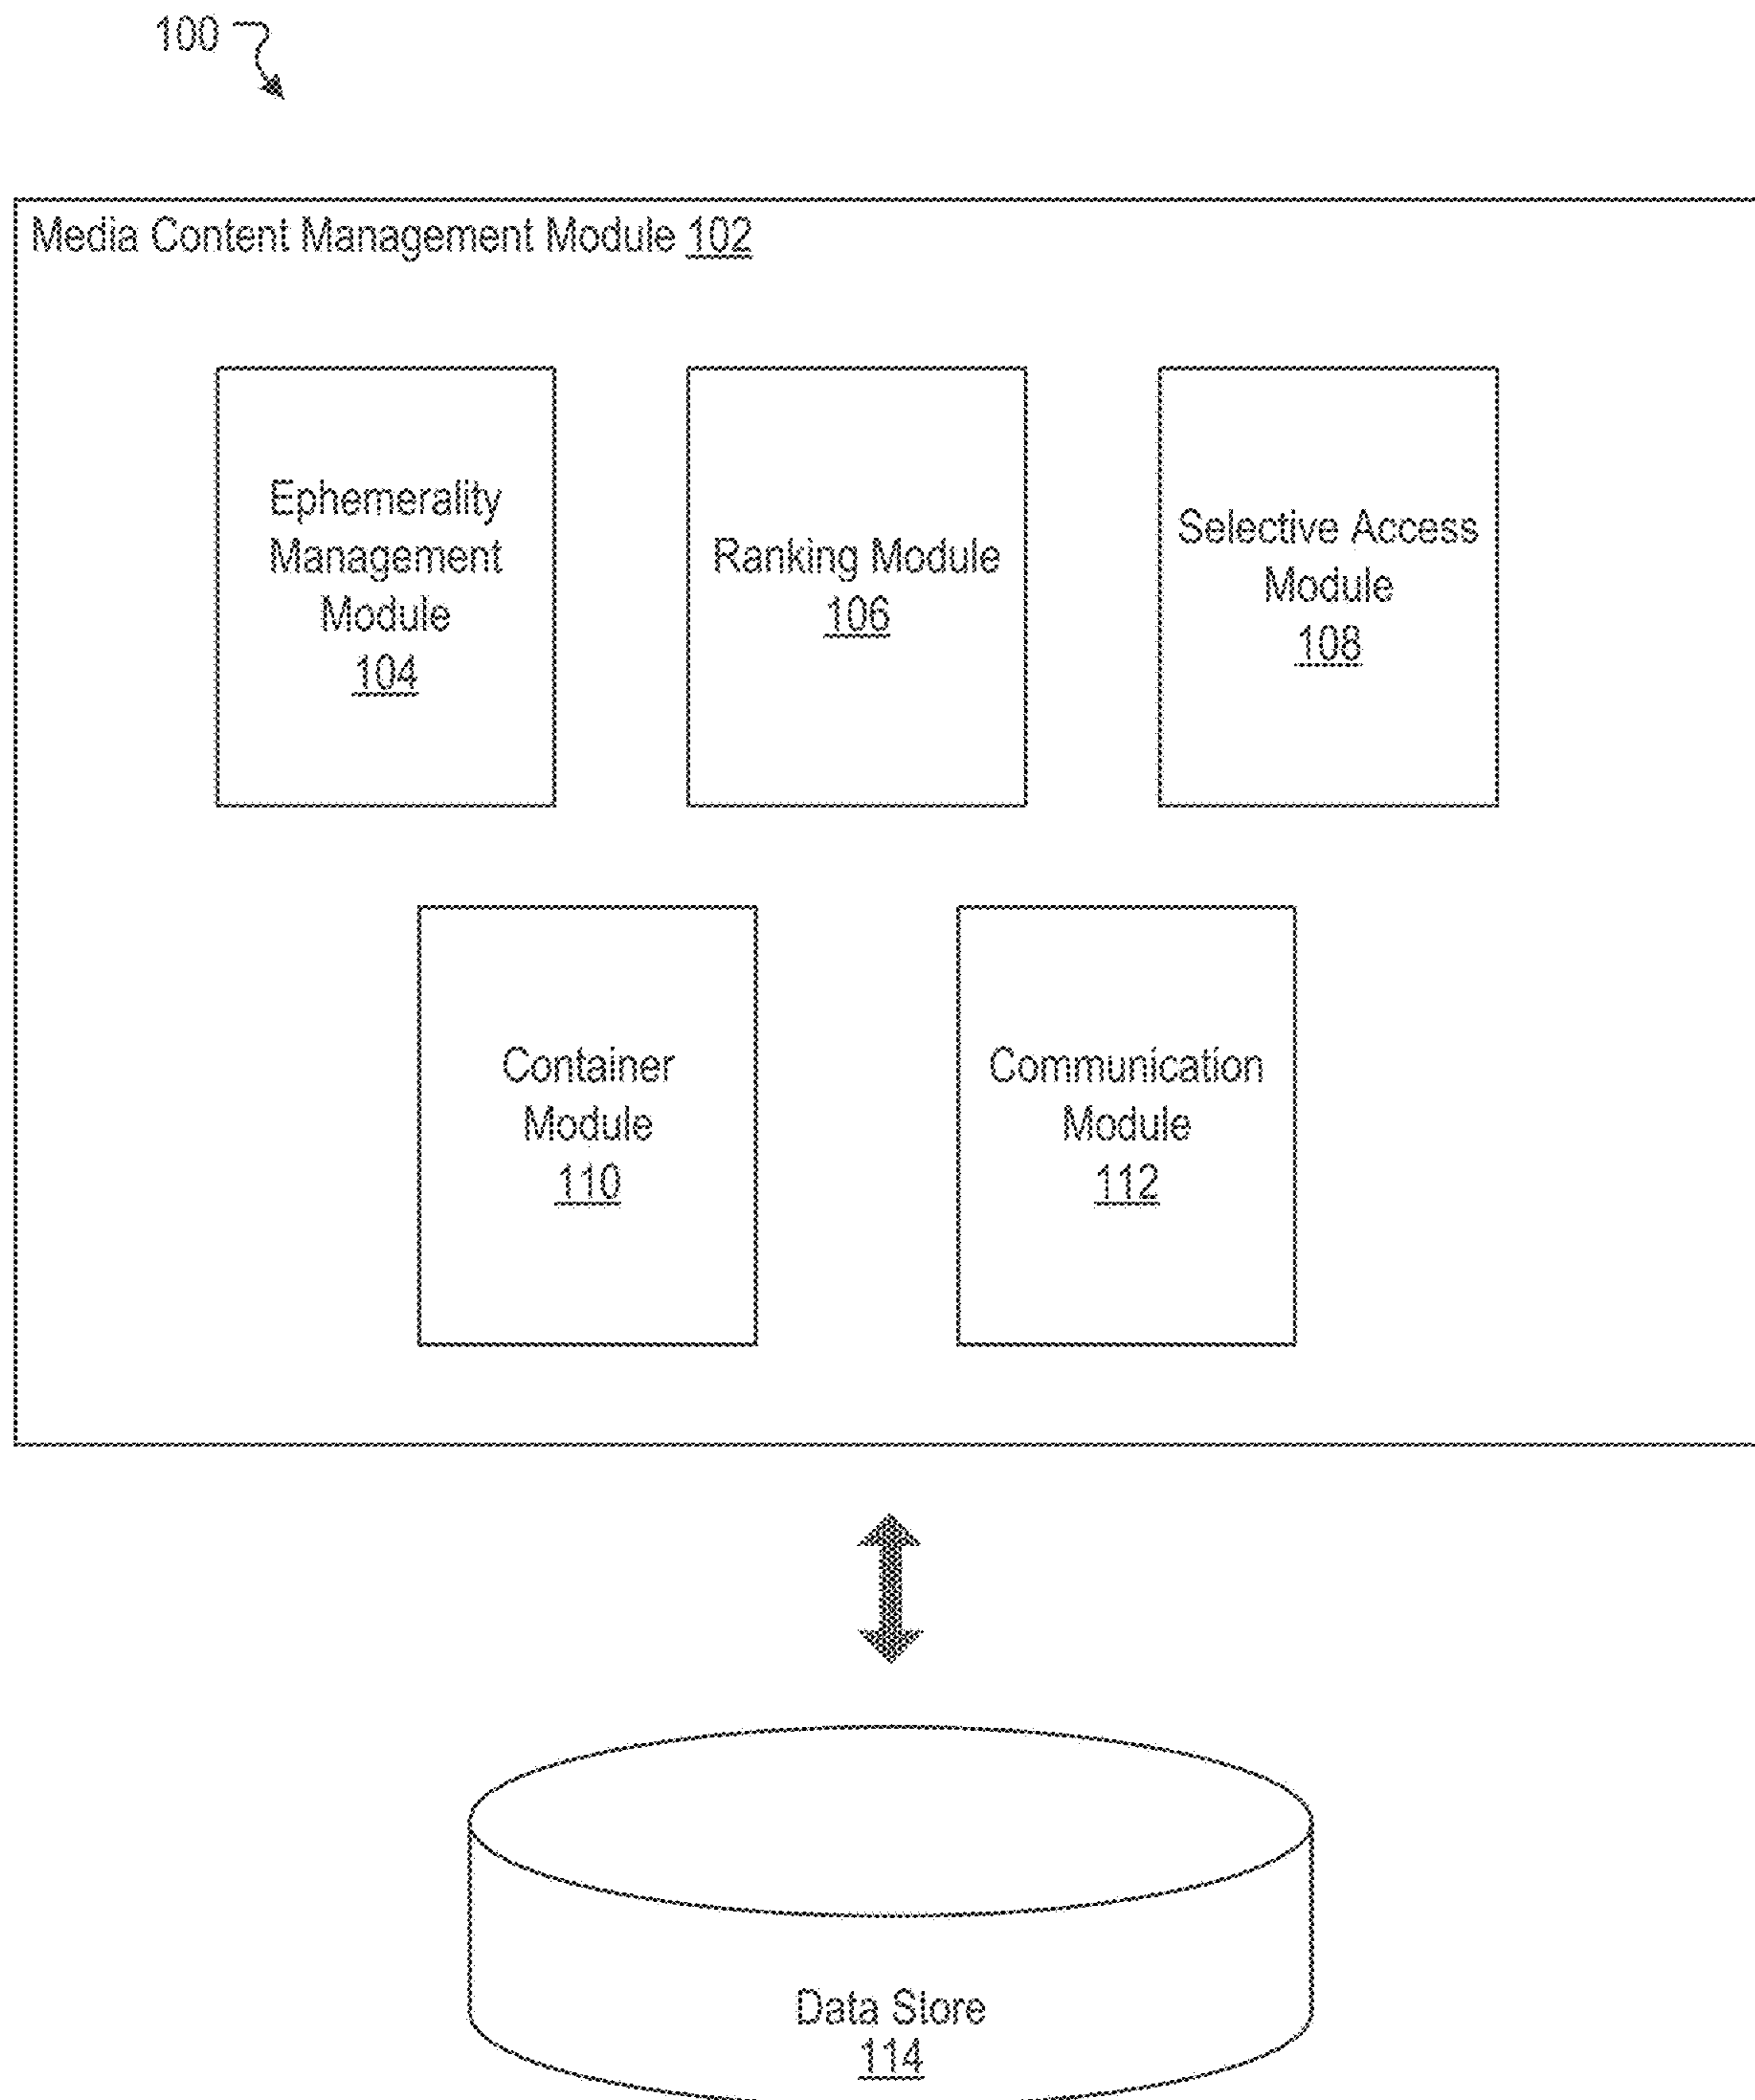 100
Media Content Management Module 102
Ephemerality
Management
Module
104
Ranking Module
106
Selective Access
Module
108
Container
Module
110
Communication
Module
112
Data Store
114